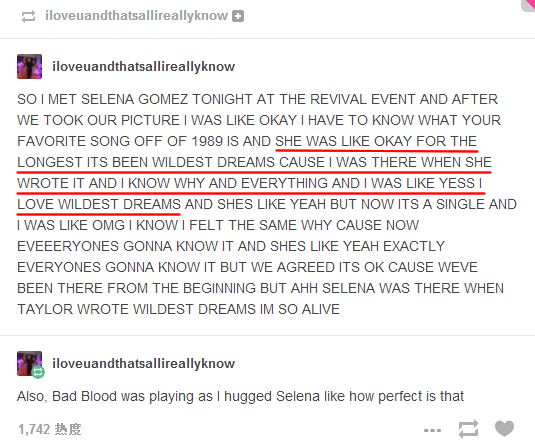 iloveuandthatsallireallyknow
iloveuandthatsallireallyknow
SO I MET SELENA GOMEZ TONIGHT AT THE REVIVAL EVENT AND AFTER
WE TOOK OUR PICTURE I WAS LIKE OKAY I HAVE TO KNOW WHAT YOUR
FAVORITE SONG OFF OF 1989 IS AND SHE WAS LIKE OKAY FOR THE
LONGEST ITS BEEN WILDEST DREAMS CAUSE I WAS THERE WHEN SHE
WROTE IT AND I KNOW WHY AND EVERYTHING AND I WAS LIKE YESS I
LOVE WILDEST DREAMS AND SHES LIKE YEAH BUT NOW ITS A SINGLE AND
I WAS LIKE OMG I KNOW I FELT THE SAME WHY CAUSE NOW
EVEEERYONES GONNA KNOW IT AND SHES LIKE YEAH EXACTLY
EVERYONES GONNA KNOW IT BUT WE AGREED ITS OK CAUSE WEVE
BEEN THERE FROM THE BEGINNING BUT AHH SELENA WAS THERE WHEN
TAYLOR WROTE WILDEST DREAMS IM SO ALIVE
iloveuandthatsallireallyknow
Also, Bad Blood was playing as I hugged Selena like how perfect is that
1,742 热度